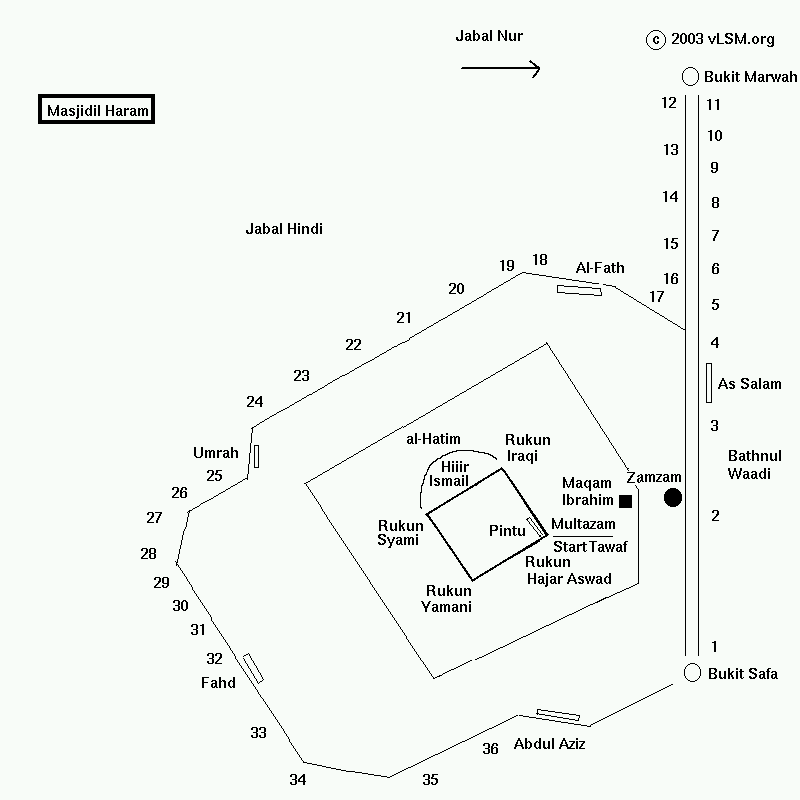 Jabal Nur
© 2003 vLSM.org
Bukit Marwah
Masjidil Haram
12
11
10
13
9
14
8
Jabal Hindi
7
15
6
19
18
Al-Fath
16
17
20
5
21
4
22
23
As Salam
24
3
al-Hatim
Rukun
Iraqi
Umrah
Bathnul
Waadi
25
Hiiir
Ismail
Zamzam
Maqam
Ibrahim
26
27
2
Rukun
Syami
Pintu
Multazam
Start Tawaf
28
Rukun
Hajar Aswad
29
Rukun
Yamani
30
31
1
32
Fahd
Bukit Safa
33
36
Abdul Aziz
34
35